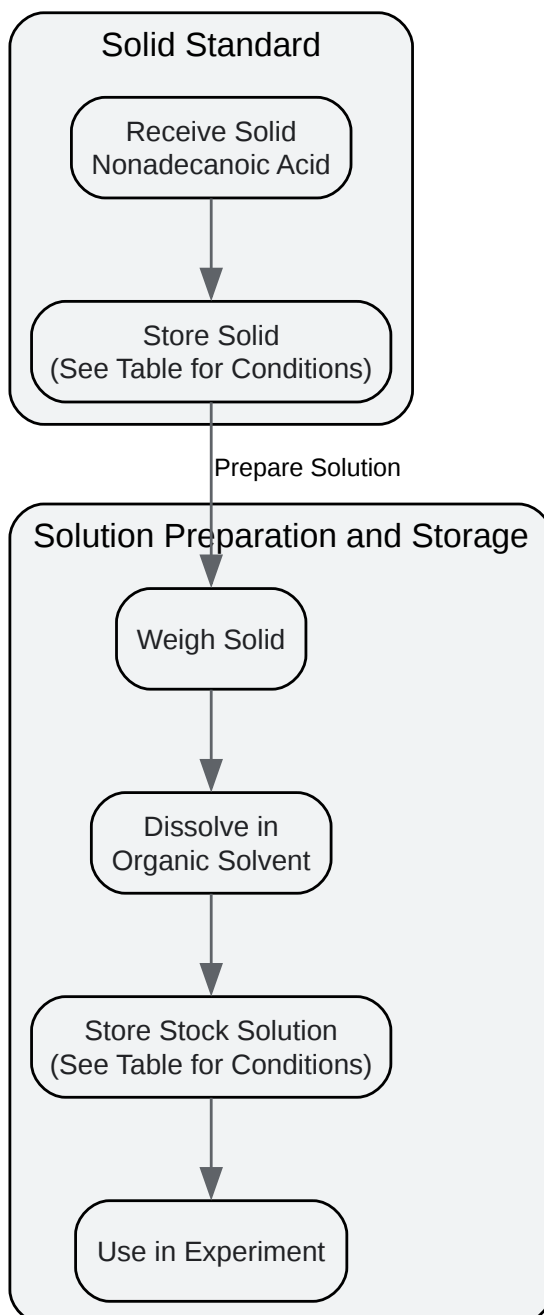 Solid Standard
Receive Solid
Nonadecanoic Acid
Store Solid
(See Table for Conditions)
Prepare Solution
Solution Preparation and Storage
Weigh Solid
Dissolve in
Organic Solvent
Store Stock Solution
(See Table for Conditions)
Use in Experiment